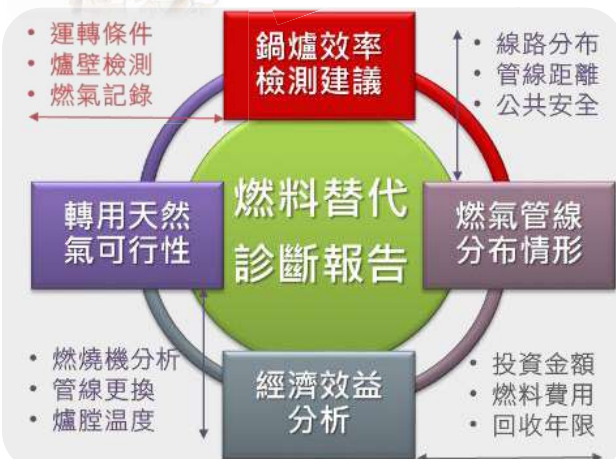 • 運轉條件
• 爐壁檢測
• 燃氣記錄
鍋爐效率
檢測建議
• 線路分布
• 管線距離
• 公共安全
轉用天然
氣可行性
燃料替代
診斷報告
燃氣管線
分布情形
• 燃燒機分析
• 管線更換
• 爐膛溫度
經濟效益
分析
• 投資金額
• 燃料費用
• 回收年限